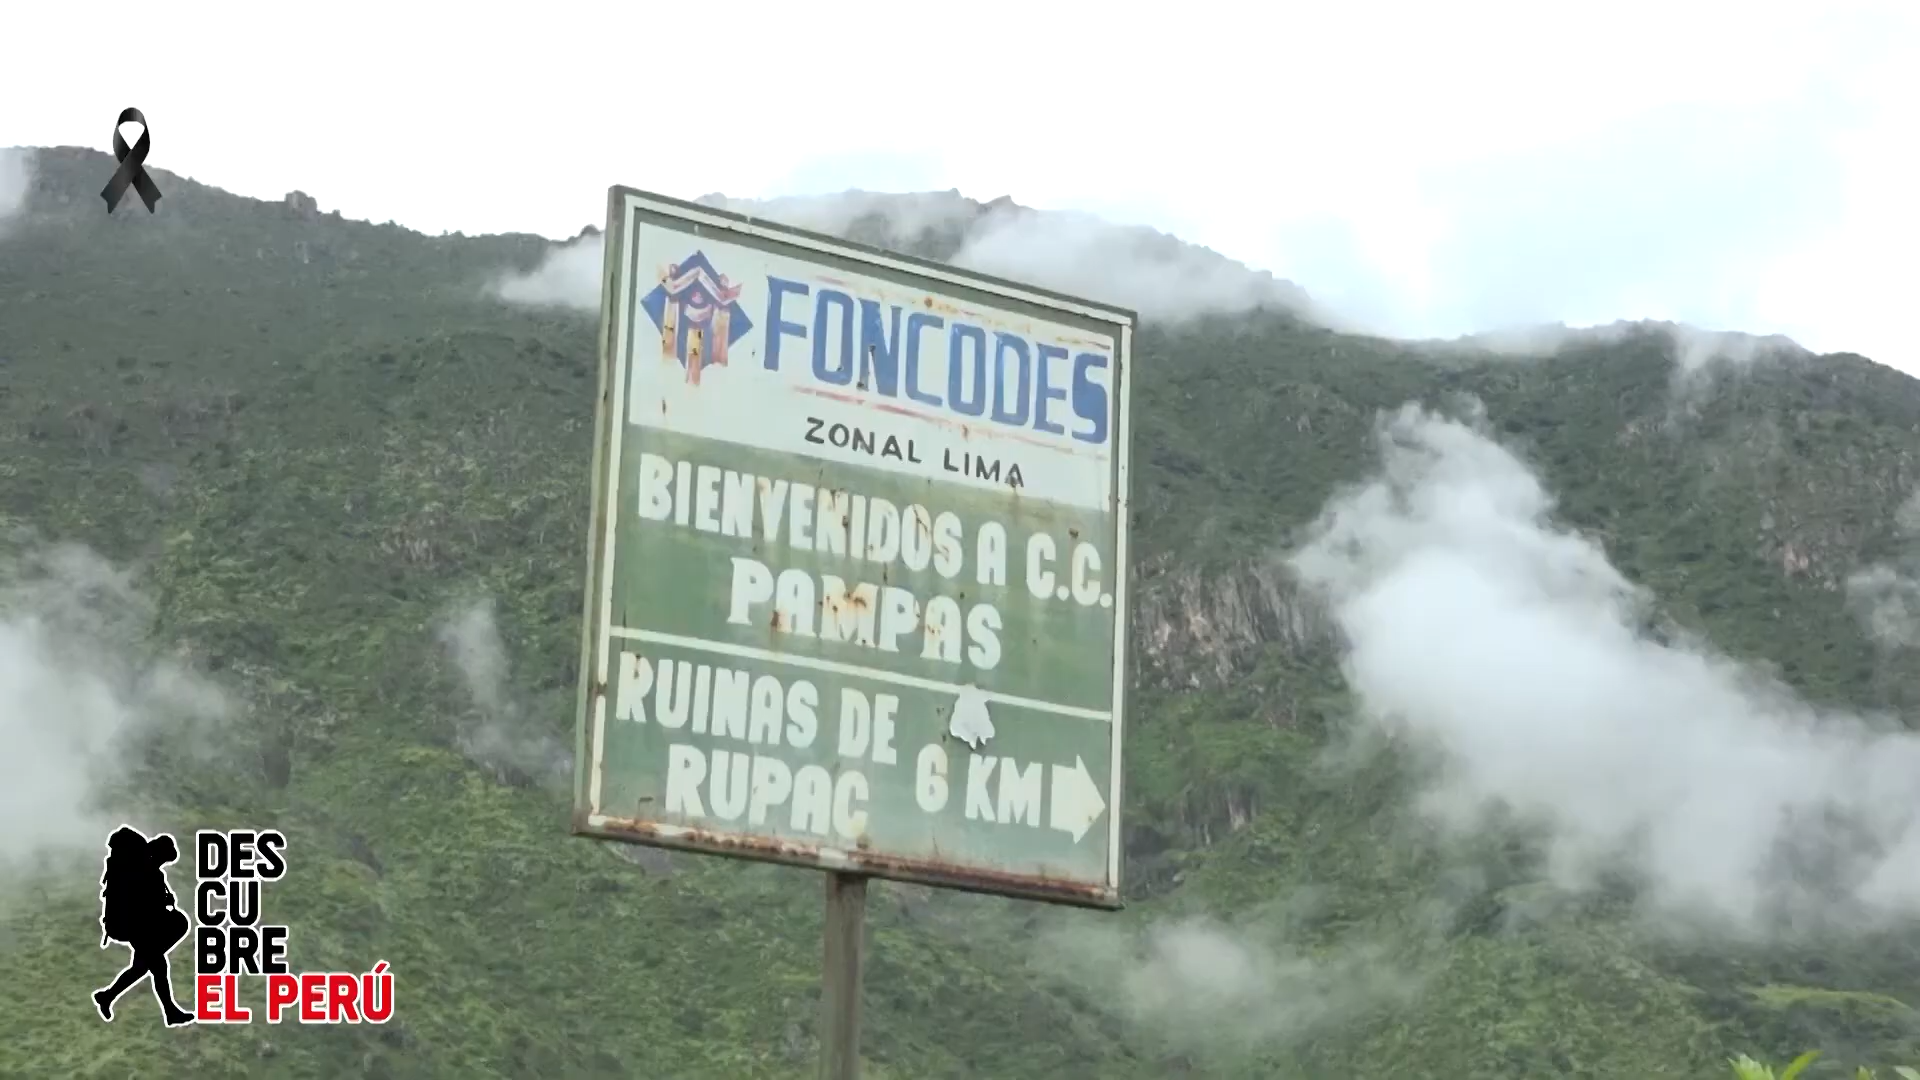 FONCODES
ZONAL LIMA
BIENVENIDOS A C.C.
PAMPAS
RUINAS DE
RUPAC 6 KM
DES
CU
BRE
EL PERÚ